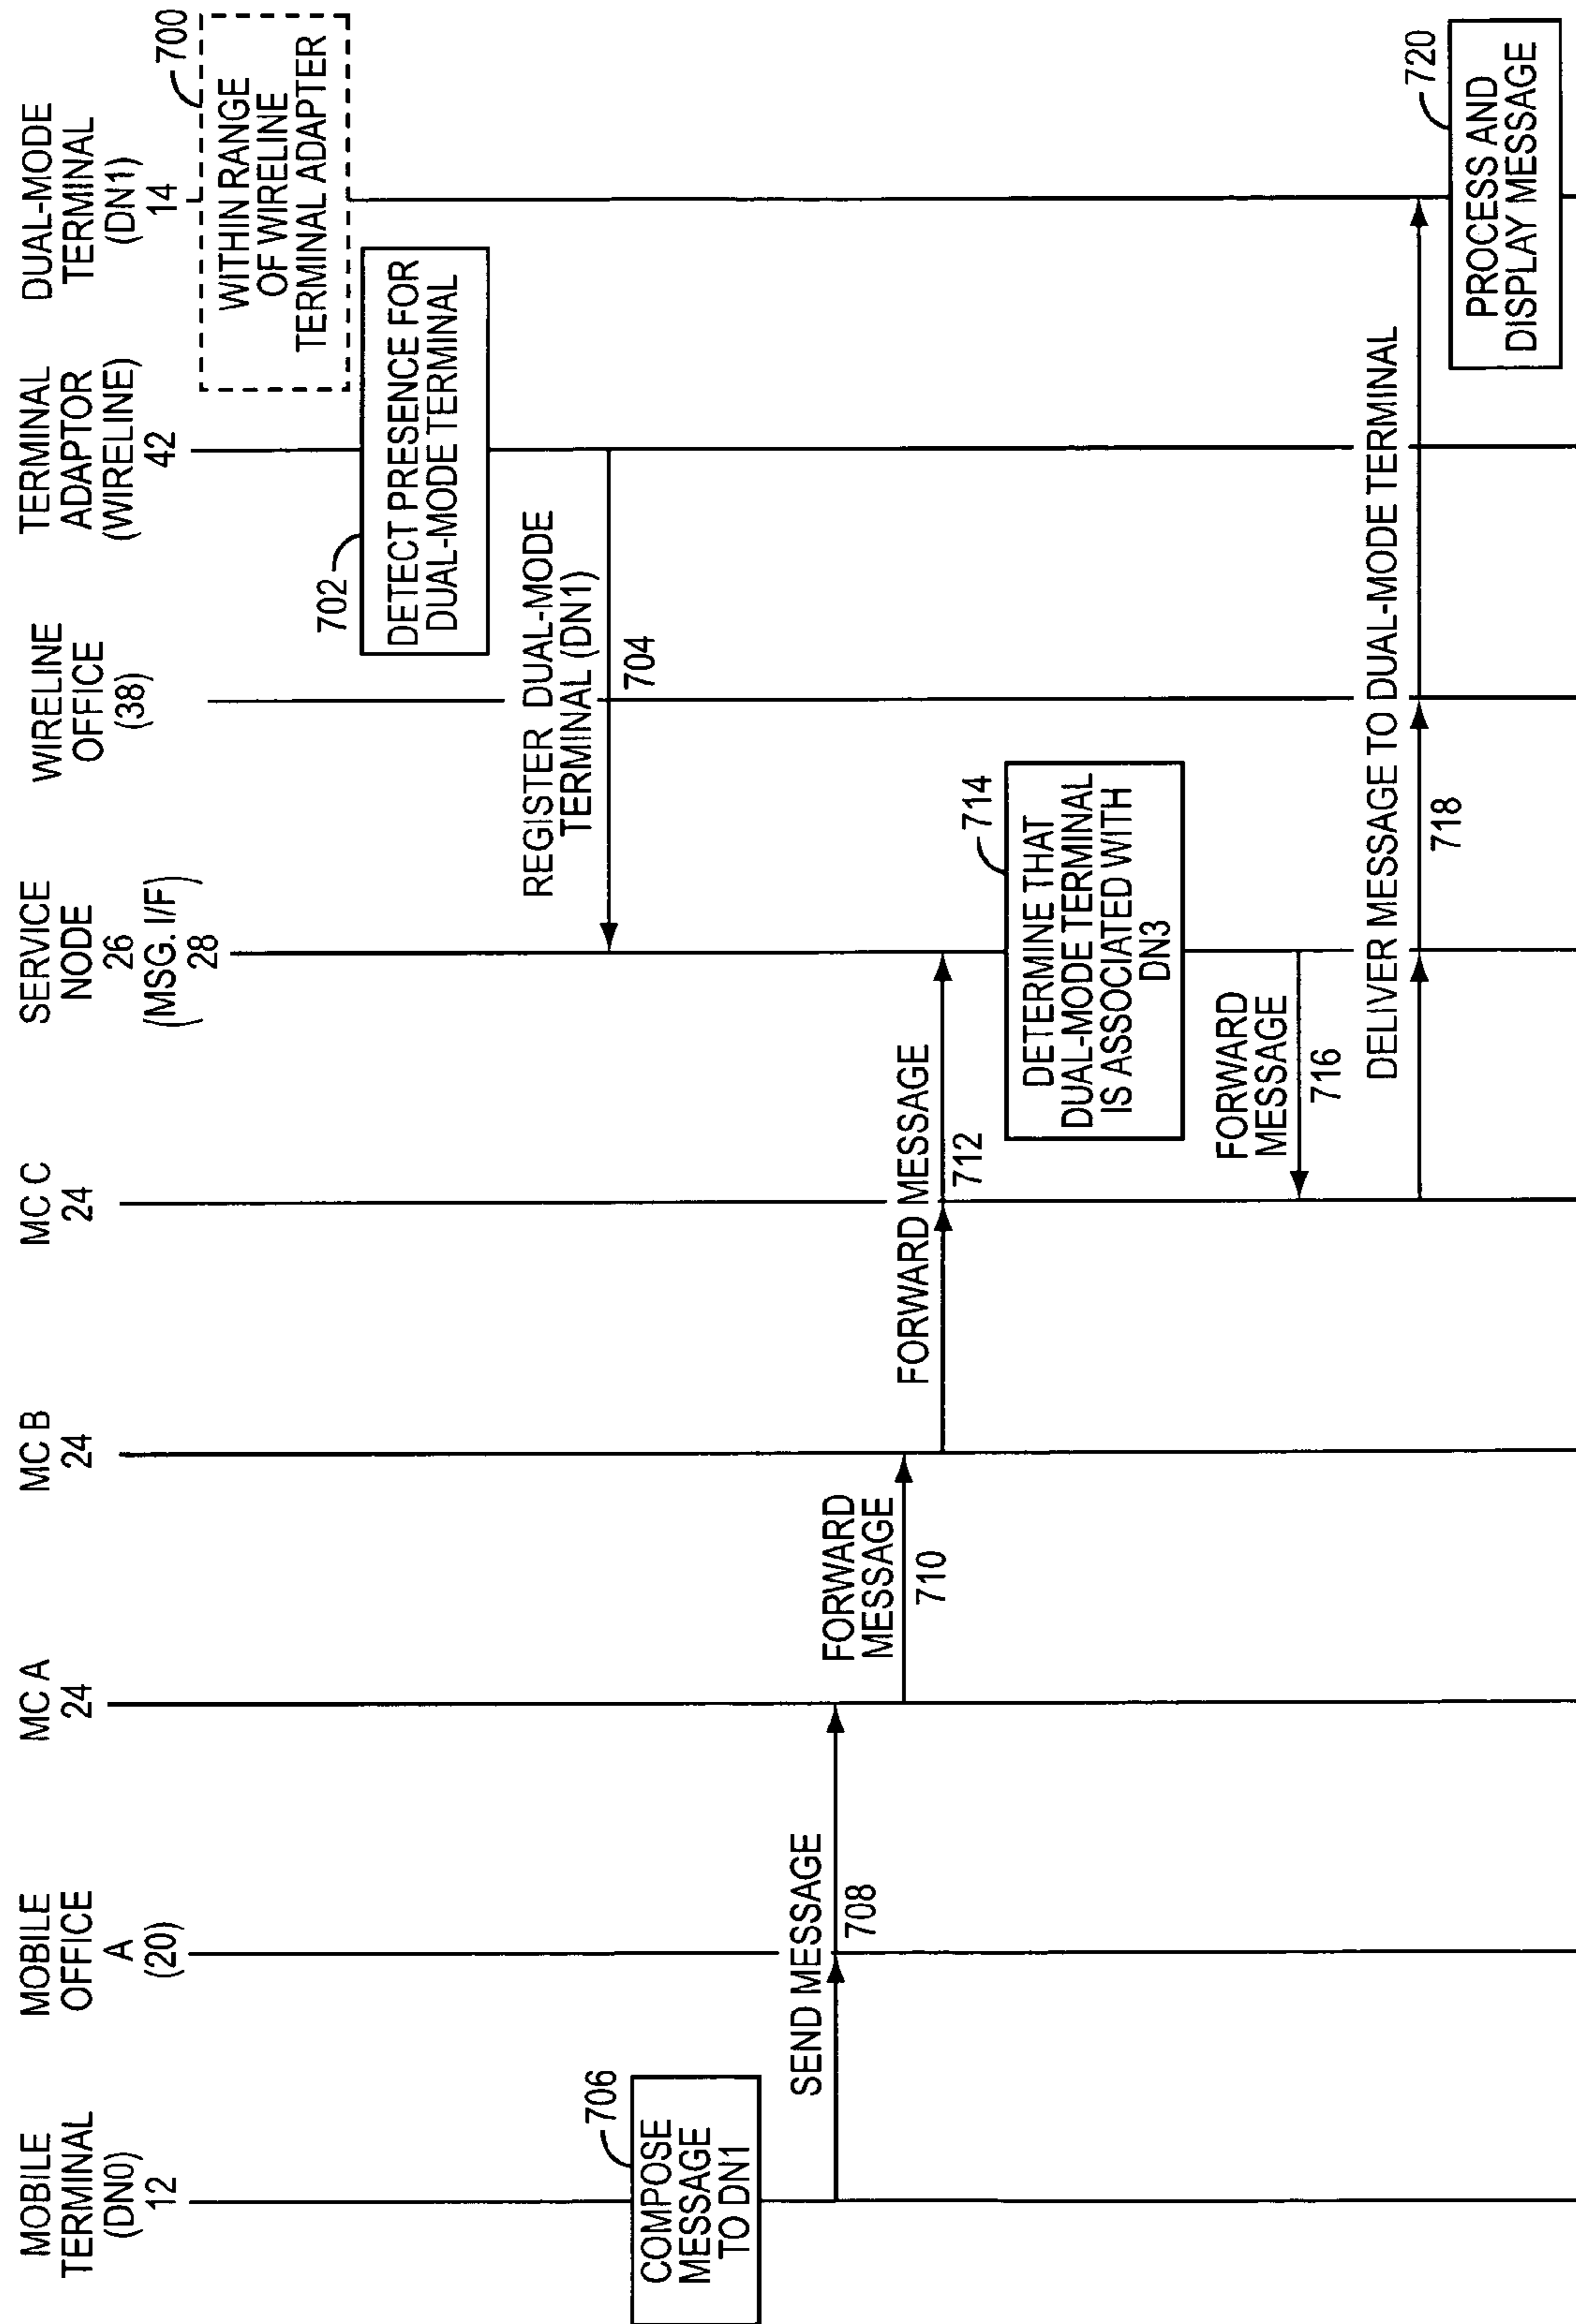 MOBILE
TERMINAL
(DN0)
12
MOBILE
OFFICE
A
(20)
MC A
24
MC B
24
MC C
24
SERVICE
NODE
26
(MSG. I/F)
28
WIRELINE
OFFICE
(38)
TERMINAL
ADAPTOR
(WIRELINE)
42
DUAL-MODE
TERMINAL
(DN1)
14
700
WITHIN RANGE
OF WIRELINE
TERMINAL ADAPTER
702
DETECT PRESENCE FOR
DUAL-MODE TERMINAL
REGISTER DUAL-MODE
TERMINAL (DN1)
704
706
COMPOSE
MESSAGE
TO DN1
SEND MESSAGE
708
FORWARD
MESSAGE
710
FORWARD MESSAGE
712
714
DETERMINE THAT
DUAL-MODE TERMINAL
IS ASSOCIATED WITH
DN3
FORWARD
MESSAGE
716
DELIVER MESSAGE TO DUAL-MODE TERMINAL
718
720
PROCESS AND
DISPLAY MESSAGE